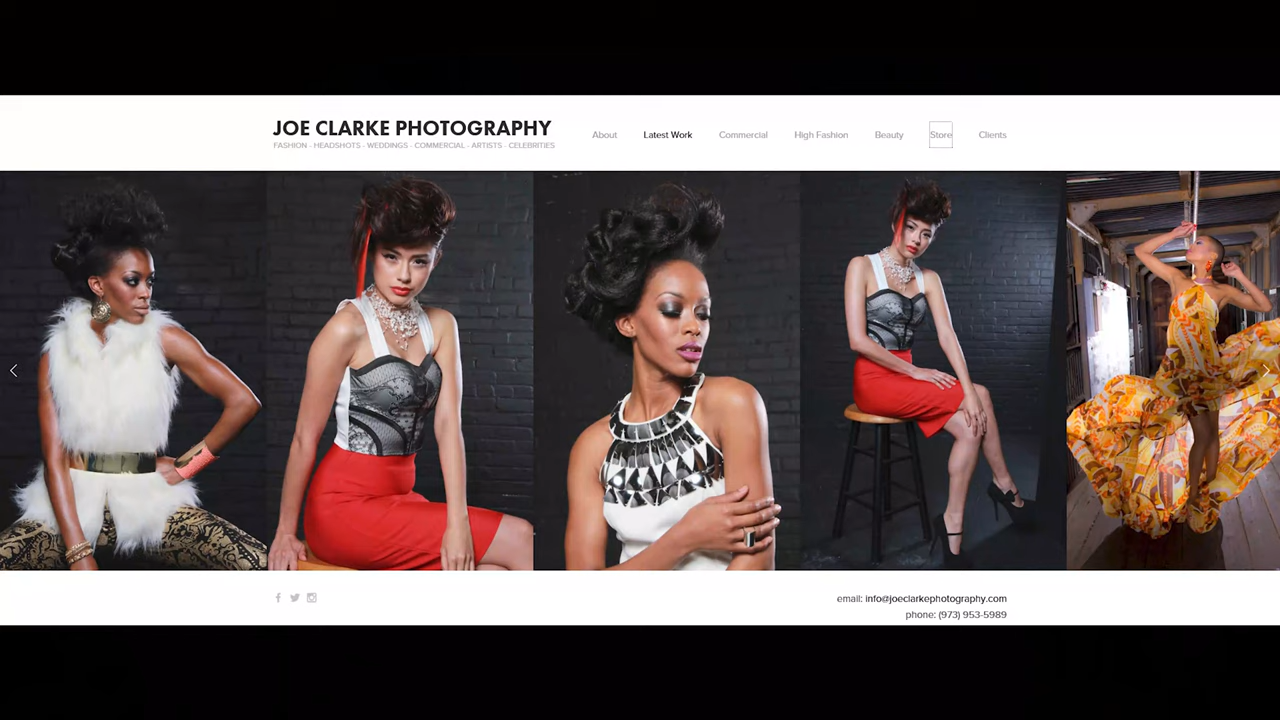 JOE CLARKE PHOTOGRAPHY
FASHION - HEADSHOTS - WEDDINGS - COMMERCIAL - ARTISTS - CELEBRITIES
About Latest Work Commercial High Fashion Beauty Store Clients
email: info@joeclarkephotography.com
phone: (973) 953-5989